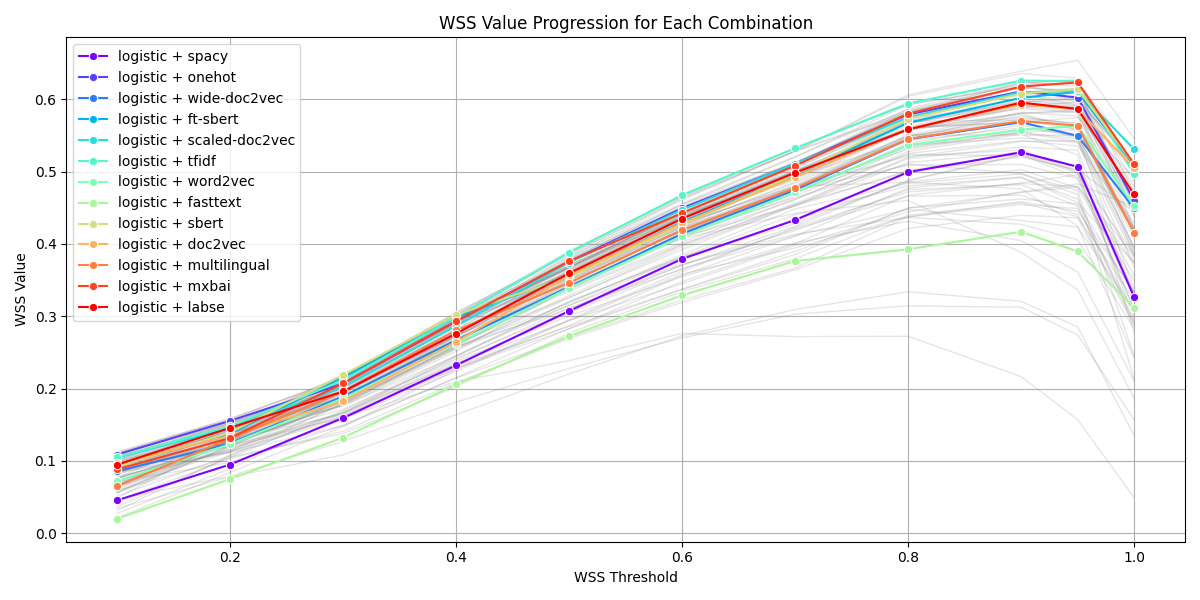 WSS Value Progression for Each Combination
logistic + spacy
logistic + onehot
logistic + wide-doc2vec
logistic + ft-sbert
logistic + scaled-doc2vec
logistic + tfidf
logistic + word2vec
logistic + fasttext
logistic + sbert
logistic + doc2vec
logistic + multilingual
logistic + mxbai
logistic + labse
WSS Value
0.6
0.5
0.4
0.3
0.2
0.1
0.0
0.2 0.4 0.6 0.8 1.0
WSS Threshold